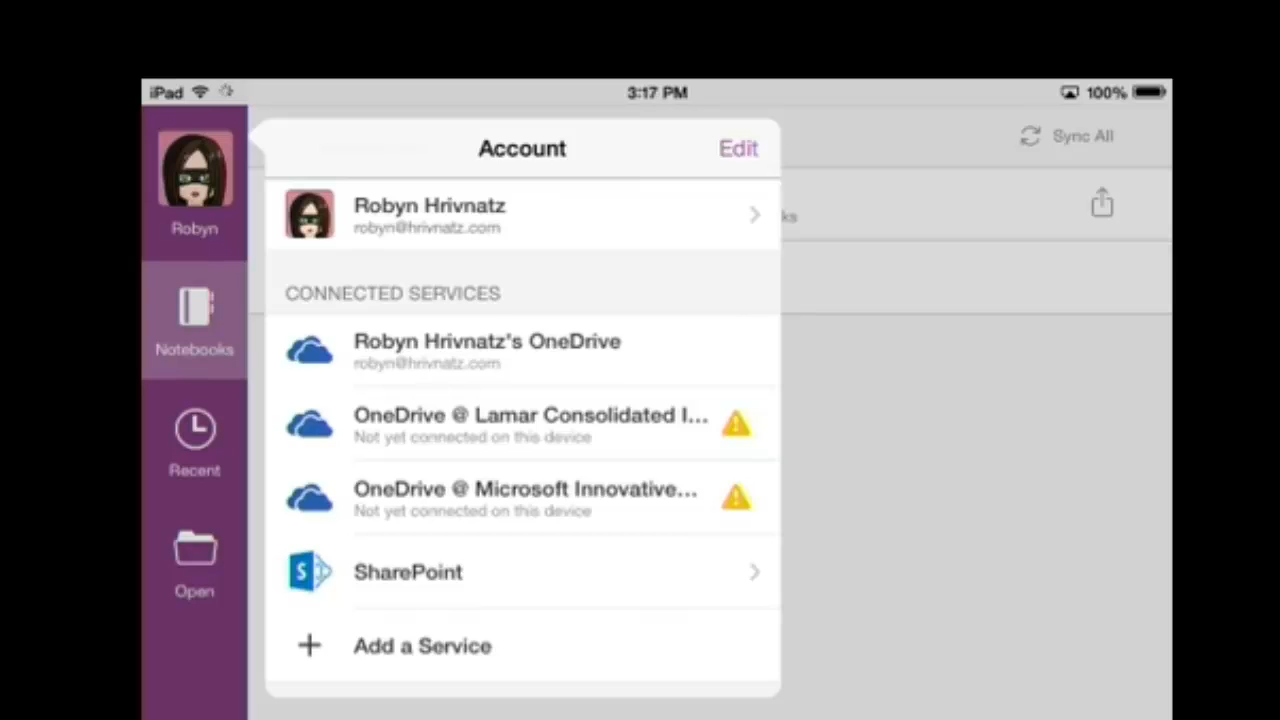 iPad
3:17 PM
100%
Account
Edit
Sync All
Robyn
Robyn Hrivnatz
robyn@hrivnatz.com
ks
CONNECTED SERVICES
Notebooks
Robyn Hrivnatz's OneDrive
robyn@hrivnatz.com
OneDrive @ Lamar Consolidated I...
Not yet connected on this device
Recent
OneDrive @ Microsoft Innovative...
Not yet connected on this device
SharePoint
Open
Add a Service